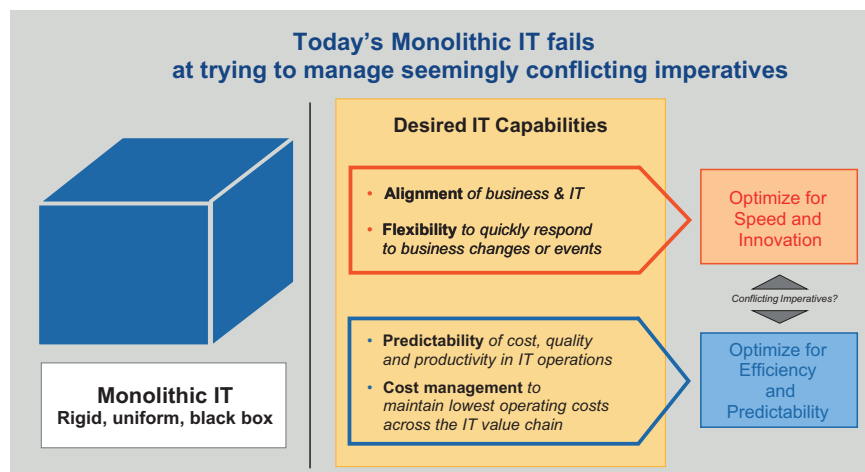 Today's Monolithic IT fails
at trying to manage seemingly conflicting imperatives
Monolithic IT
Rigid, uniform, black box
Desired IT Capabilities
• Alignment of business & IT
• Flexibility to quickly respond
to business changes or events
• Predictability of cost, quality
and productivity in IT operations
• Cost management to
maintain lowest operating costs
across the IT value chain
Optimize for
Speed and
Innovation
Conflicting Imperatives?
Optimize for
Efficiency
and
Predictability